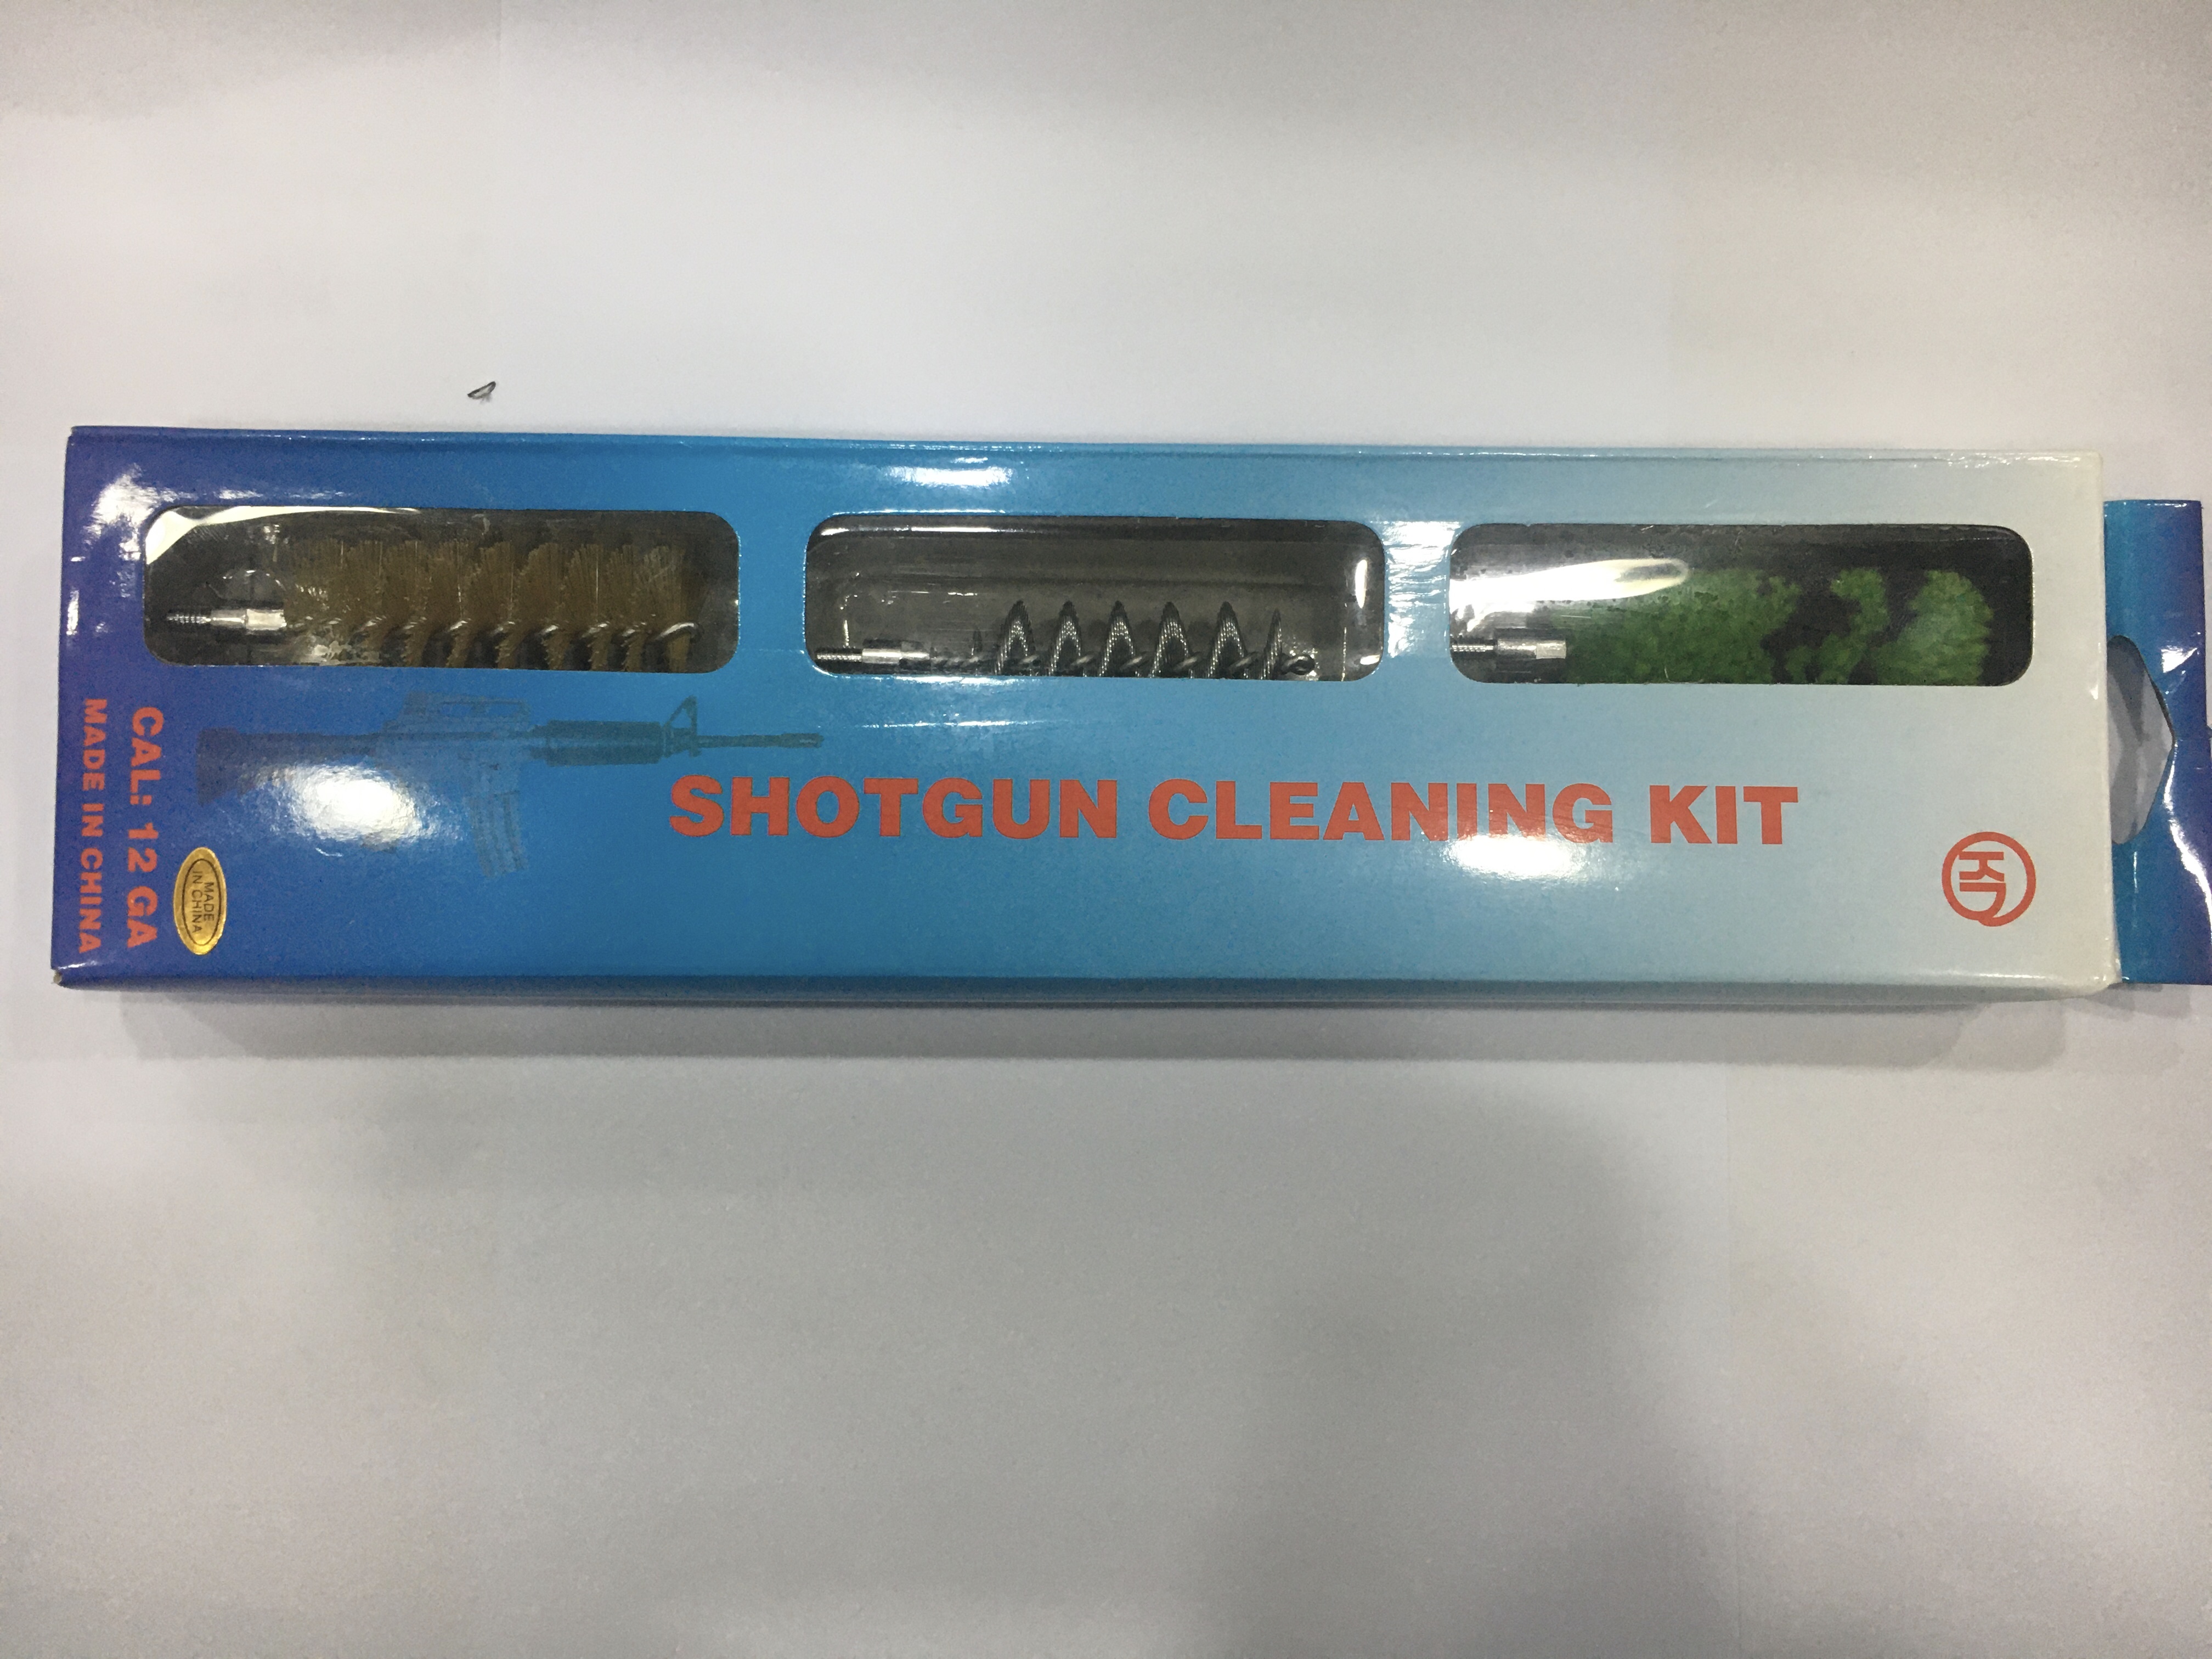 SHOTGUN CLEANING KIT
CAL: 12 GA
MADE IN CHINA
MADE
IN CHINA
KD